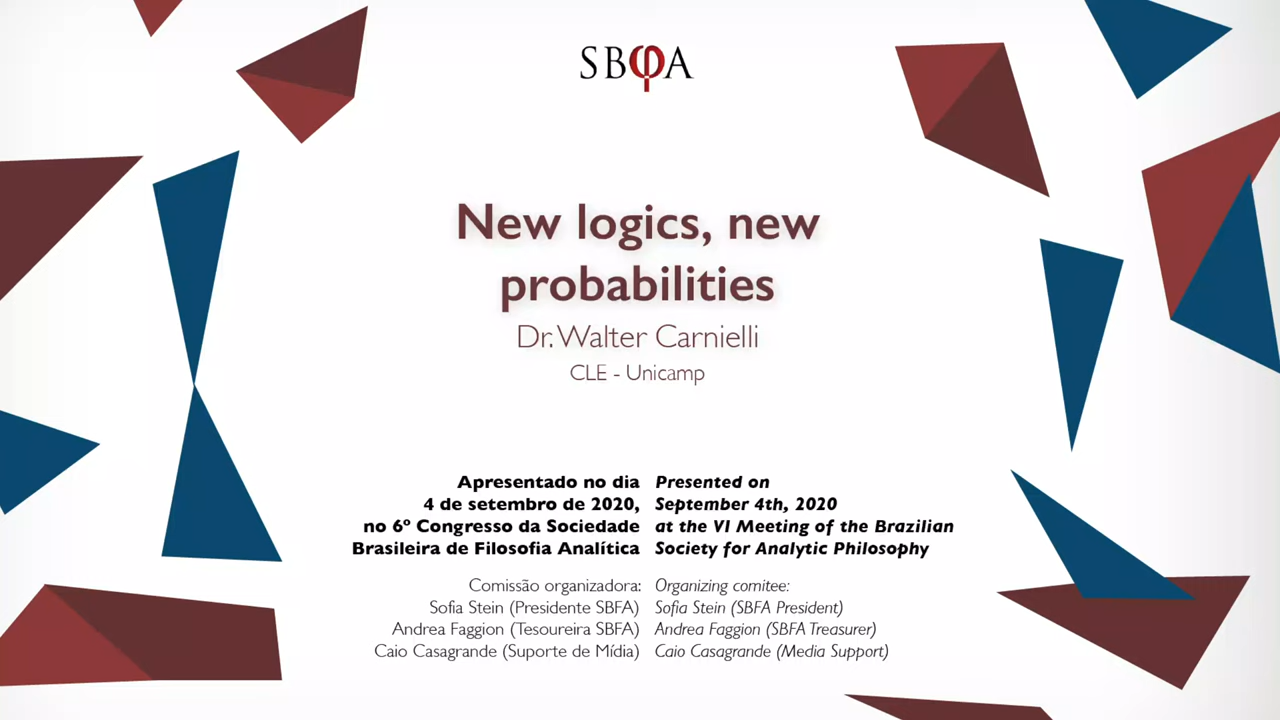 SBφA
New logics, new
probabilities
Dr. Walter Carnielli
CLE - Unicamp
Apresentado no dia
4 de setembro de 2020,
no 6º Congresso da Sociedade
Brasileira de Filosofia Analítica
Presented on
September 4th, 2020
at the VI Meeting of the Brazilian
Society for Analytic Philosophy
Comissão organizadora:
Sofia Stein (Presidente SBFA)
Andrea Faggion (Tesoureira SBFA)
Caio Casagrande (Suporte de Mídia)
Organizing comitee:
Sofia Stein (SBFA President)
Andrea Faggion (SBFA Treasurer)
Caio Casagrande (Media Support)